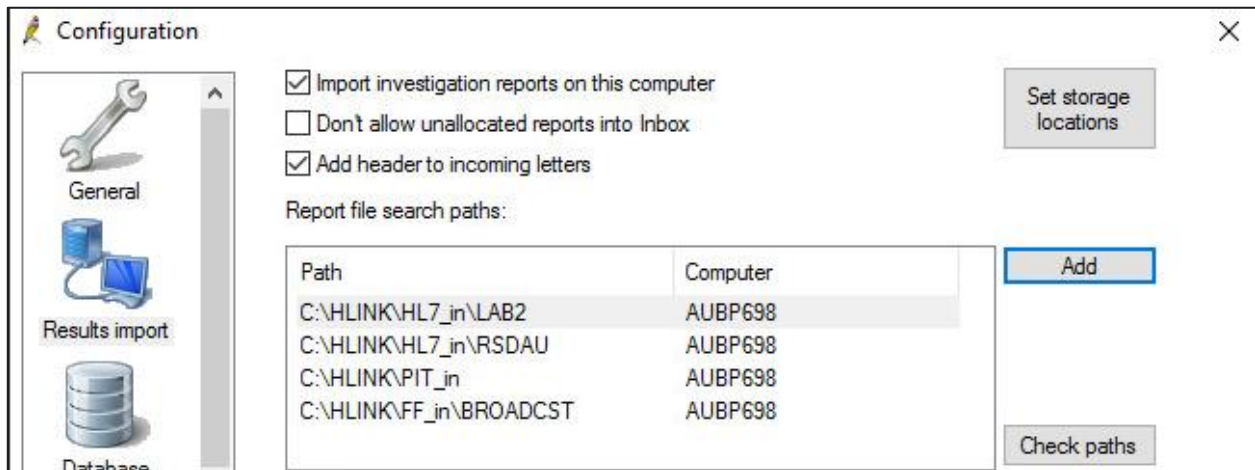 Configuration
Import investigation reports on this computer
Don't allow unallocated reports into Inbox
Add header to incoming letters
Set storage
locations
General
Report file search paths:
Path Computer
Add
C:\HLINK\HL7_in\LAB2 AUBP698
C:\HLINK\HL7_in\RSDAU AUBP698
C:\HLINK\PIT_in AUBP698
C:\HLINK\FF_in\BROADCST AUBP698
Results import
Check paths
Database